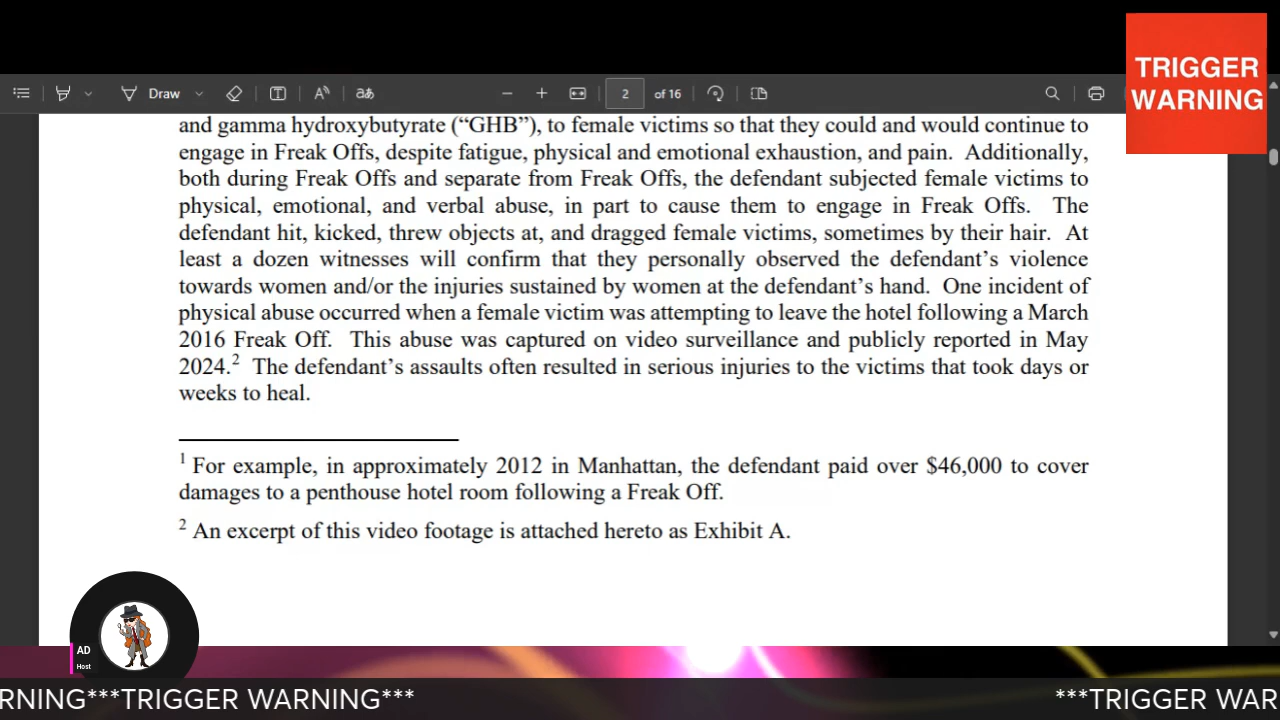 TRIGGER
WARNING
Draw
2
of 16
and gamma hydroxybutyrate (“GHB”), to female victims so that they could and would continue to
engage in Freak Offs, despite fatigue, physical and emotional exhaustion, and pain. Additionally,
both during Freak Offs and separate from Freak Offs, the defendant subjected female victims to
physical, emotional, and verbal abuse, in part to cause them to engage in Freak Offs. The
defendant hit, kicked, threw objects at, and dragged female victims, sometimes by their hair. At
least a dozen witnesses will confirm that they personally observed the defendant’s violence
towards women and/or the injuries sustained by women at the defendant’s hand. One incident of
physical abuse occurred when a female victim was attempting to leave the hotel following a March
2016 Freak Off. This abuse was captured on video surveillance and publicly reported in May
2024.2 The defendant’s assaults often resulted in serious injuries to the victims that took days or
weeks to heal.
1 For example, in approximately 2012 in Manhattan, the defendant paid over $46,000 to cover
damages to a penthouse hotel room following a Freak Off.
2 An excerpt of this video footage is attached hereto as Exhibit A.
AD
Host
RNING***TRIGGER WARNING***
***TRIGGER WAR